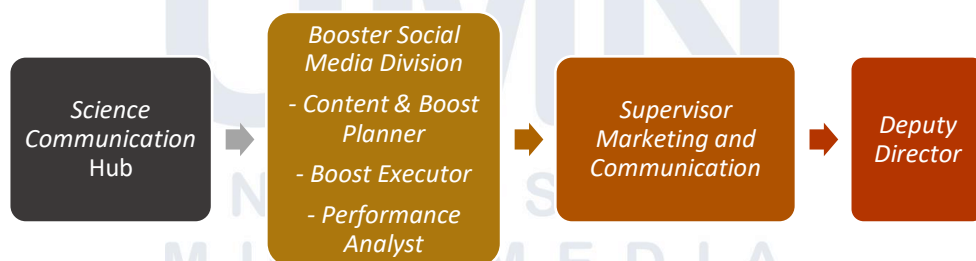 Science
Communication
Hub
Booster Social
Media Division
- Content & Boost
Planner
- Boost Executor
- Performance
Analyst
Supervisor
Marketing and
Communication
Deputy
Director